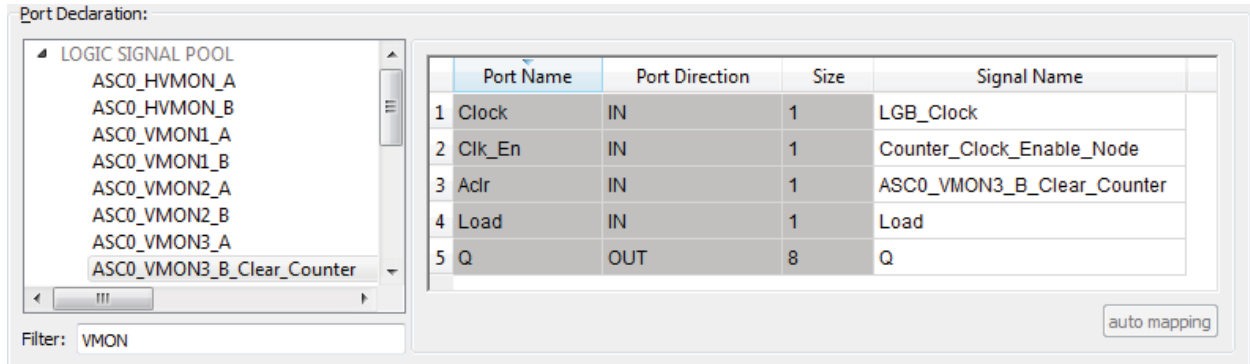 Port Declaration:
LOGIC SIGNAL POOL
ASC0_HVMON_A
ASC0_HVMON_B
ASC0_VMON1_A
ASC0_VMON1_B
ASC0_VMON2_A
ASC0_VMON2_B
ASC0_VMON3_A
ASC0_VMON3_B_Clear_Counter
Filter: VMON
Port Name Port Direction Size Signal Name
1 Clock IN 1 LGB_Clock
2 Clk_En IN 1 Counter_Clock_Enable_Node
3 Aclr IN 1 ASC0_VMON3_B_Clear_Counter
4 Load IN 1 Load
5 Q OUT 8 Q
auto mapping